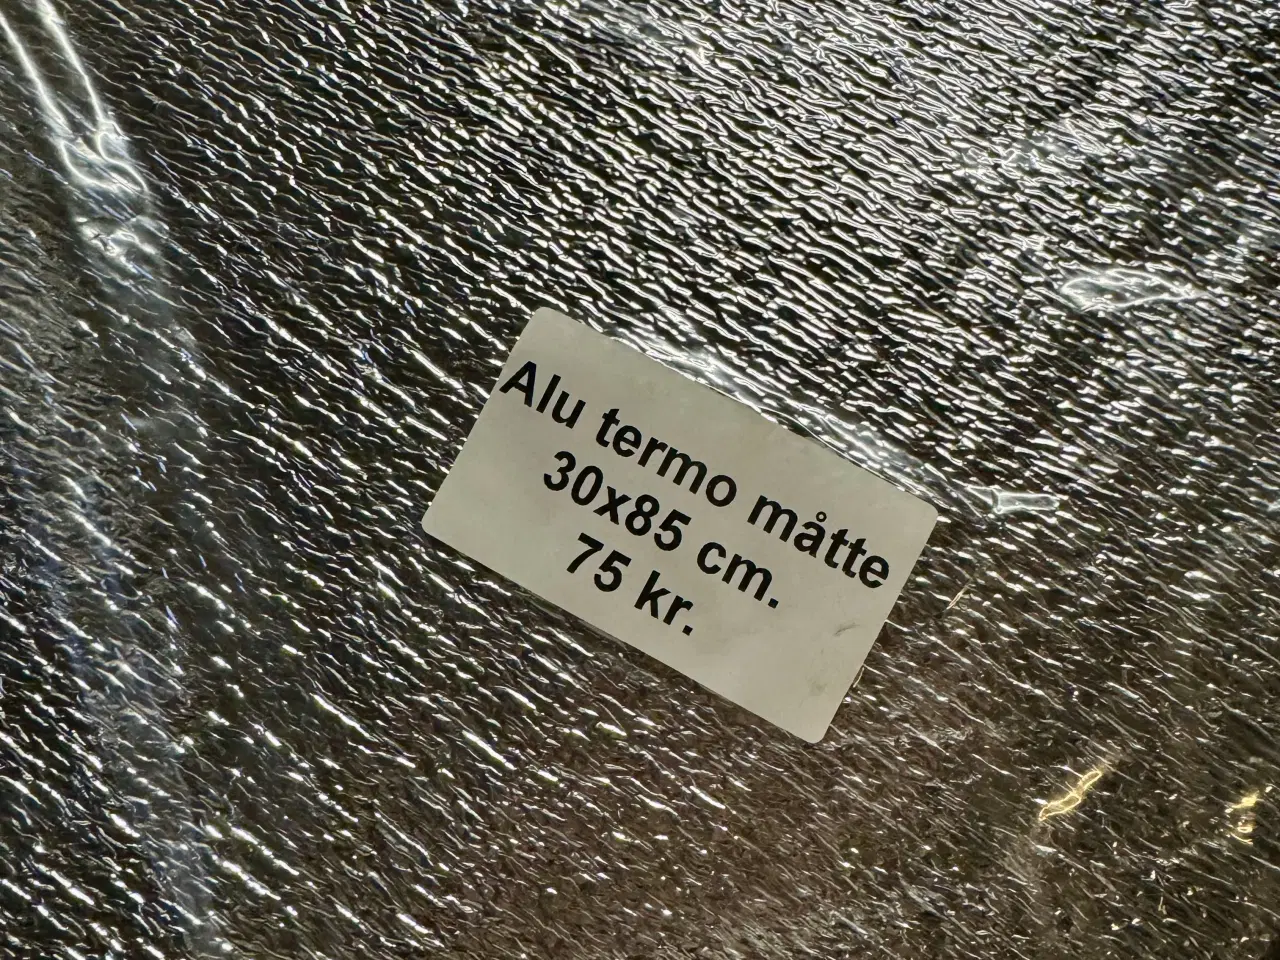 Alu termo måtte
30x85 cm.
75 kr.